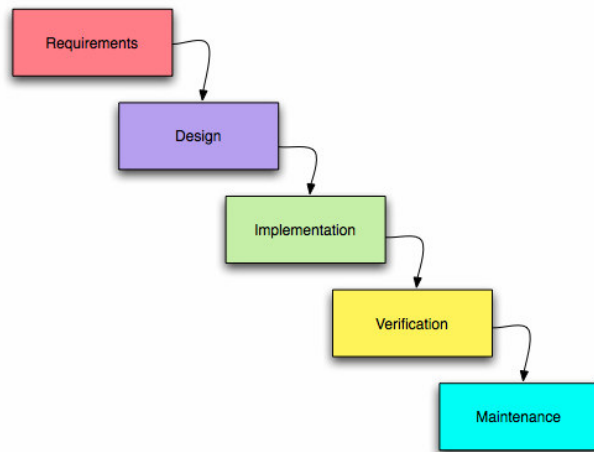 Requirements
Design
Implementation
Verification
Maintenance